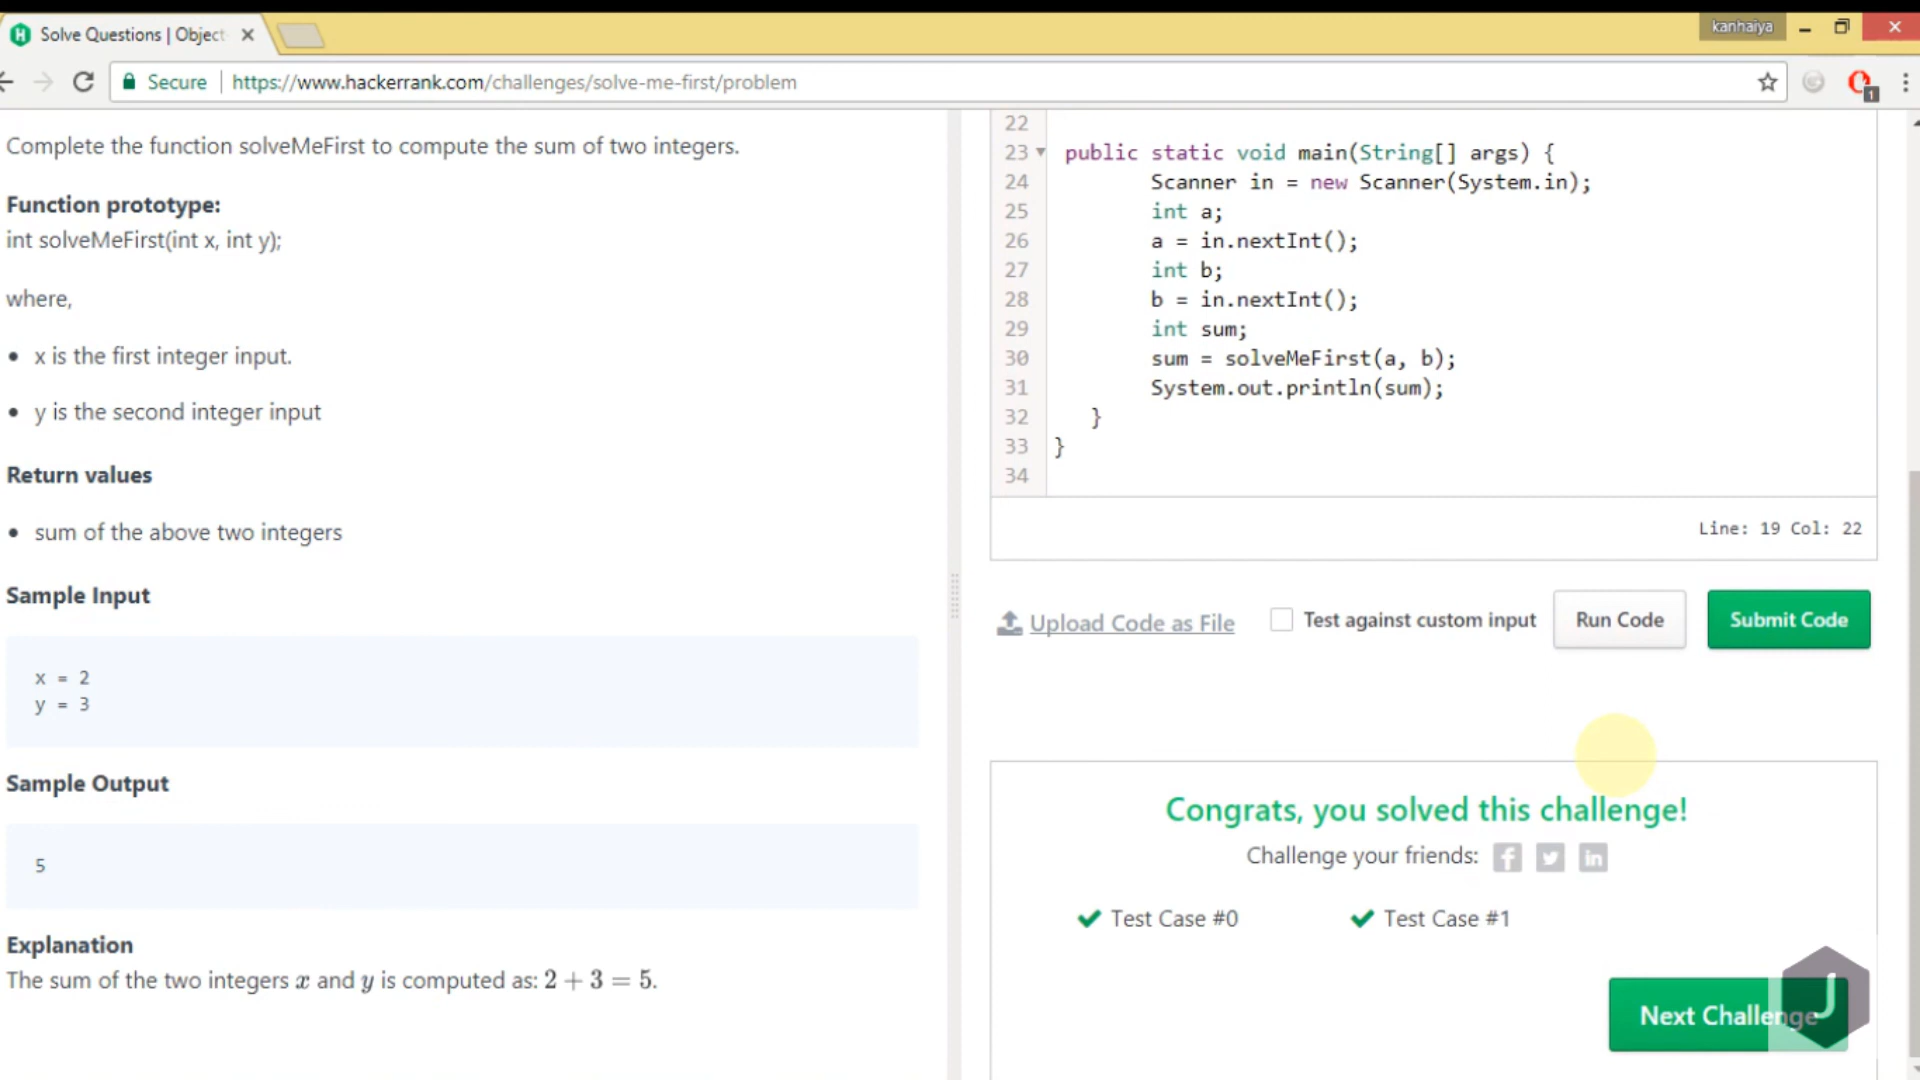 Solve Questions | Object
kanhaiya
Secure
https://www.hackerrank.com/challenges/solve-me-first/problem
1
Complete the function solveMeFirst to compute the sum of two integers.
Function prototype:
int solveMeFirst(int x, int y);
where,
• x is the first integer input.
• y is the second integer input
Return values
• sum of the above two integers
Sample Input
x = 2
y = 3
Sample Output
5
Explanation
The sum of the two integers x and y is computed as: 2 + 3 = 5.
22
23 public static void main(String[] args) {
24 Scanner in = new Scanner(System.in);
25 int a;
26 a = in.nextInt();
27 int b;
28 b = in.nextInt();
29 int sum;
30 sum = solveMeFirst(a, b);
31 System.out.println(sum);
32 }
33 }
34
Line: 19 Col: 22
Upload Code as File
Test against custom input
Run Code
Submit Code
Congrats, you solved this challenge!
Challenge your friends:
Test Case #0
Test Case #1
Next Challenge
J